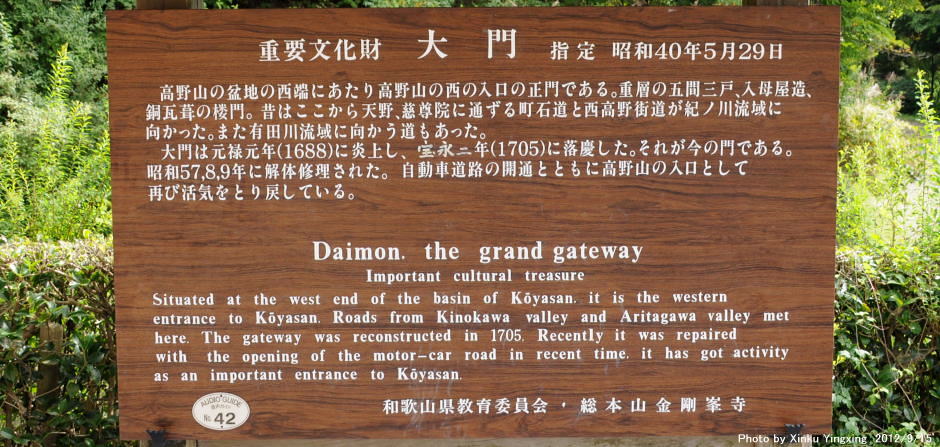 重要文化財 大門 指定 昭和40年5月29日
高野山の盆地の西端にあたり高野山の西の入口の正門である。重層の五間三戸、入母屋造、
銅瓦葺の楼門。昔はここから天野、慈尊院に通ずる町石道と西高野街道が紀ノ川流域に
向かった。また有田川流域に向かう道もあった。
大門は元禄元年(1688)に炎上し、宝永二年(1705)に落慶した。それが今の門である。
昭和57,8,9年に解体修理された。自動車道路の開通とともに高野山の入口として
再び活気をとり戻している。
Daimon. the grand gateway
Important cultural treasure
Situated at the west end of the basin of Kōyasan. it is the western
entrance to Kōyasan. Roads from Kinokawa valley and Aritagawa valley met
here. The gateway was reconstructed in 1705. Recently it was repaired
with the opening of the motor-car road in recent time. it has got activity
as an important entrance to Kōyasan.
AUDIO GUIDE
音声ガイド
No. 42
和歌山県教育委員会・総本山金剛峯寺
Photo by Xinku Yingxing 2012/9/15